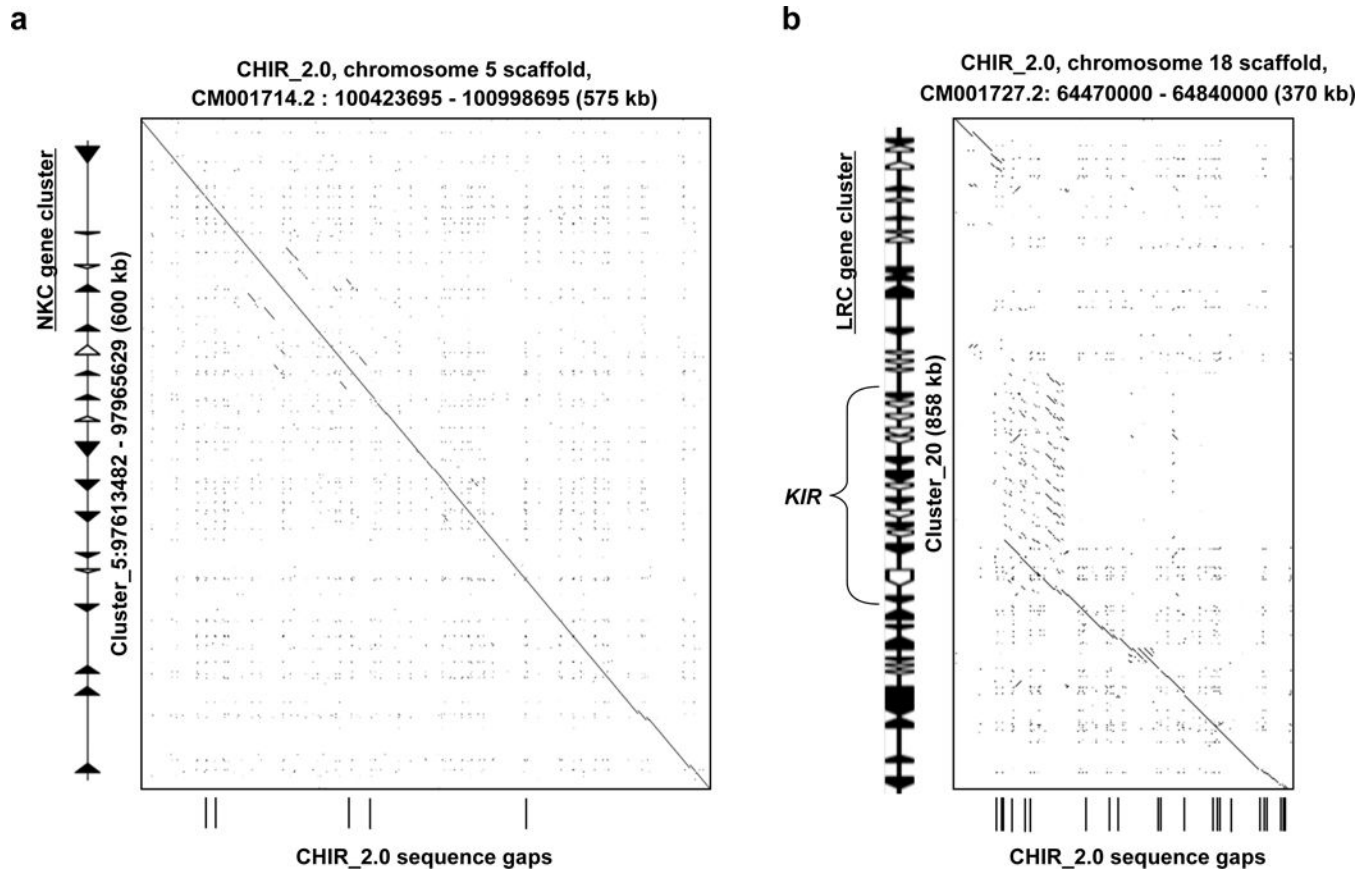 a
CHIR_2.0, chromosome 5 scaffold,
CM001714.2 : 100423695 - 100998695 (575 kb)
NKC gene cluster
Cluster_5:97613482 - 97965629 (600 kb)
CHIR_2.0 sequence gaps
b
CHIR_2.0, chromosome 18 scaffold,
CM001727.2: 64470000 - 64840000 (370 kb)
LRC gene cluster
KIR
Cluster_20 (858 kb)
CHIR_2.0 sequence gaps